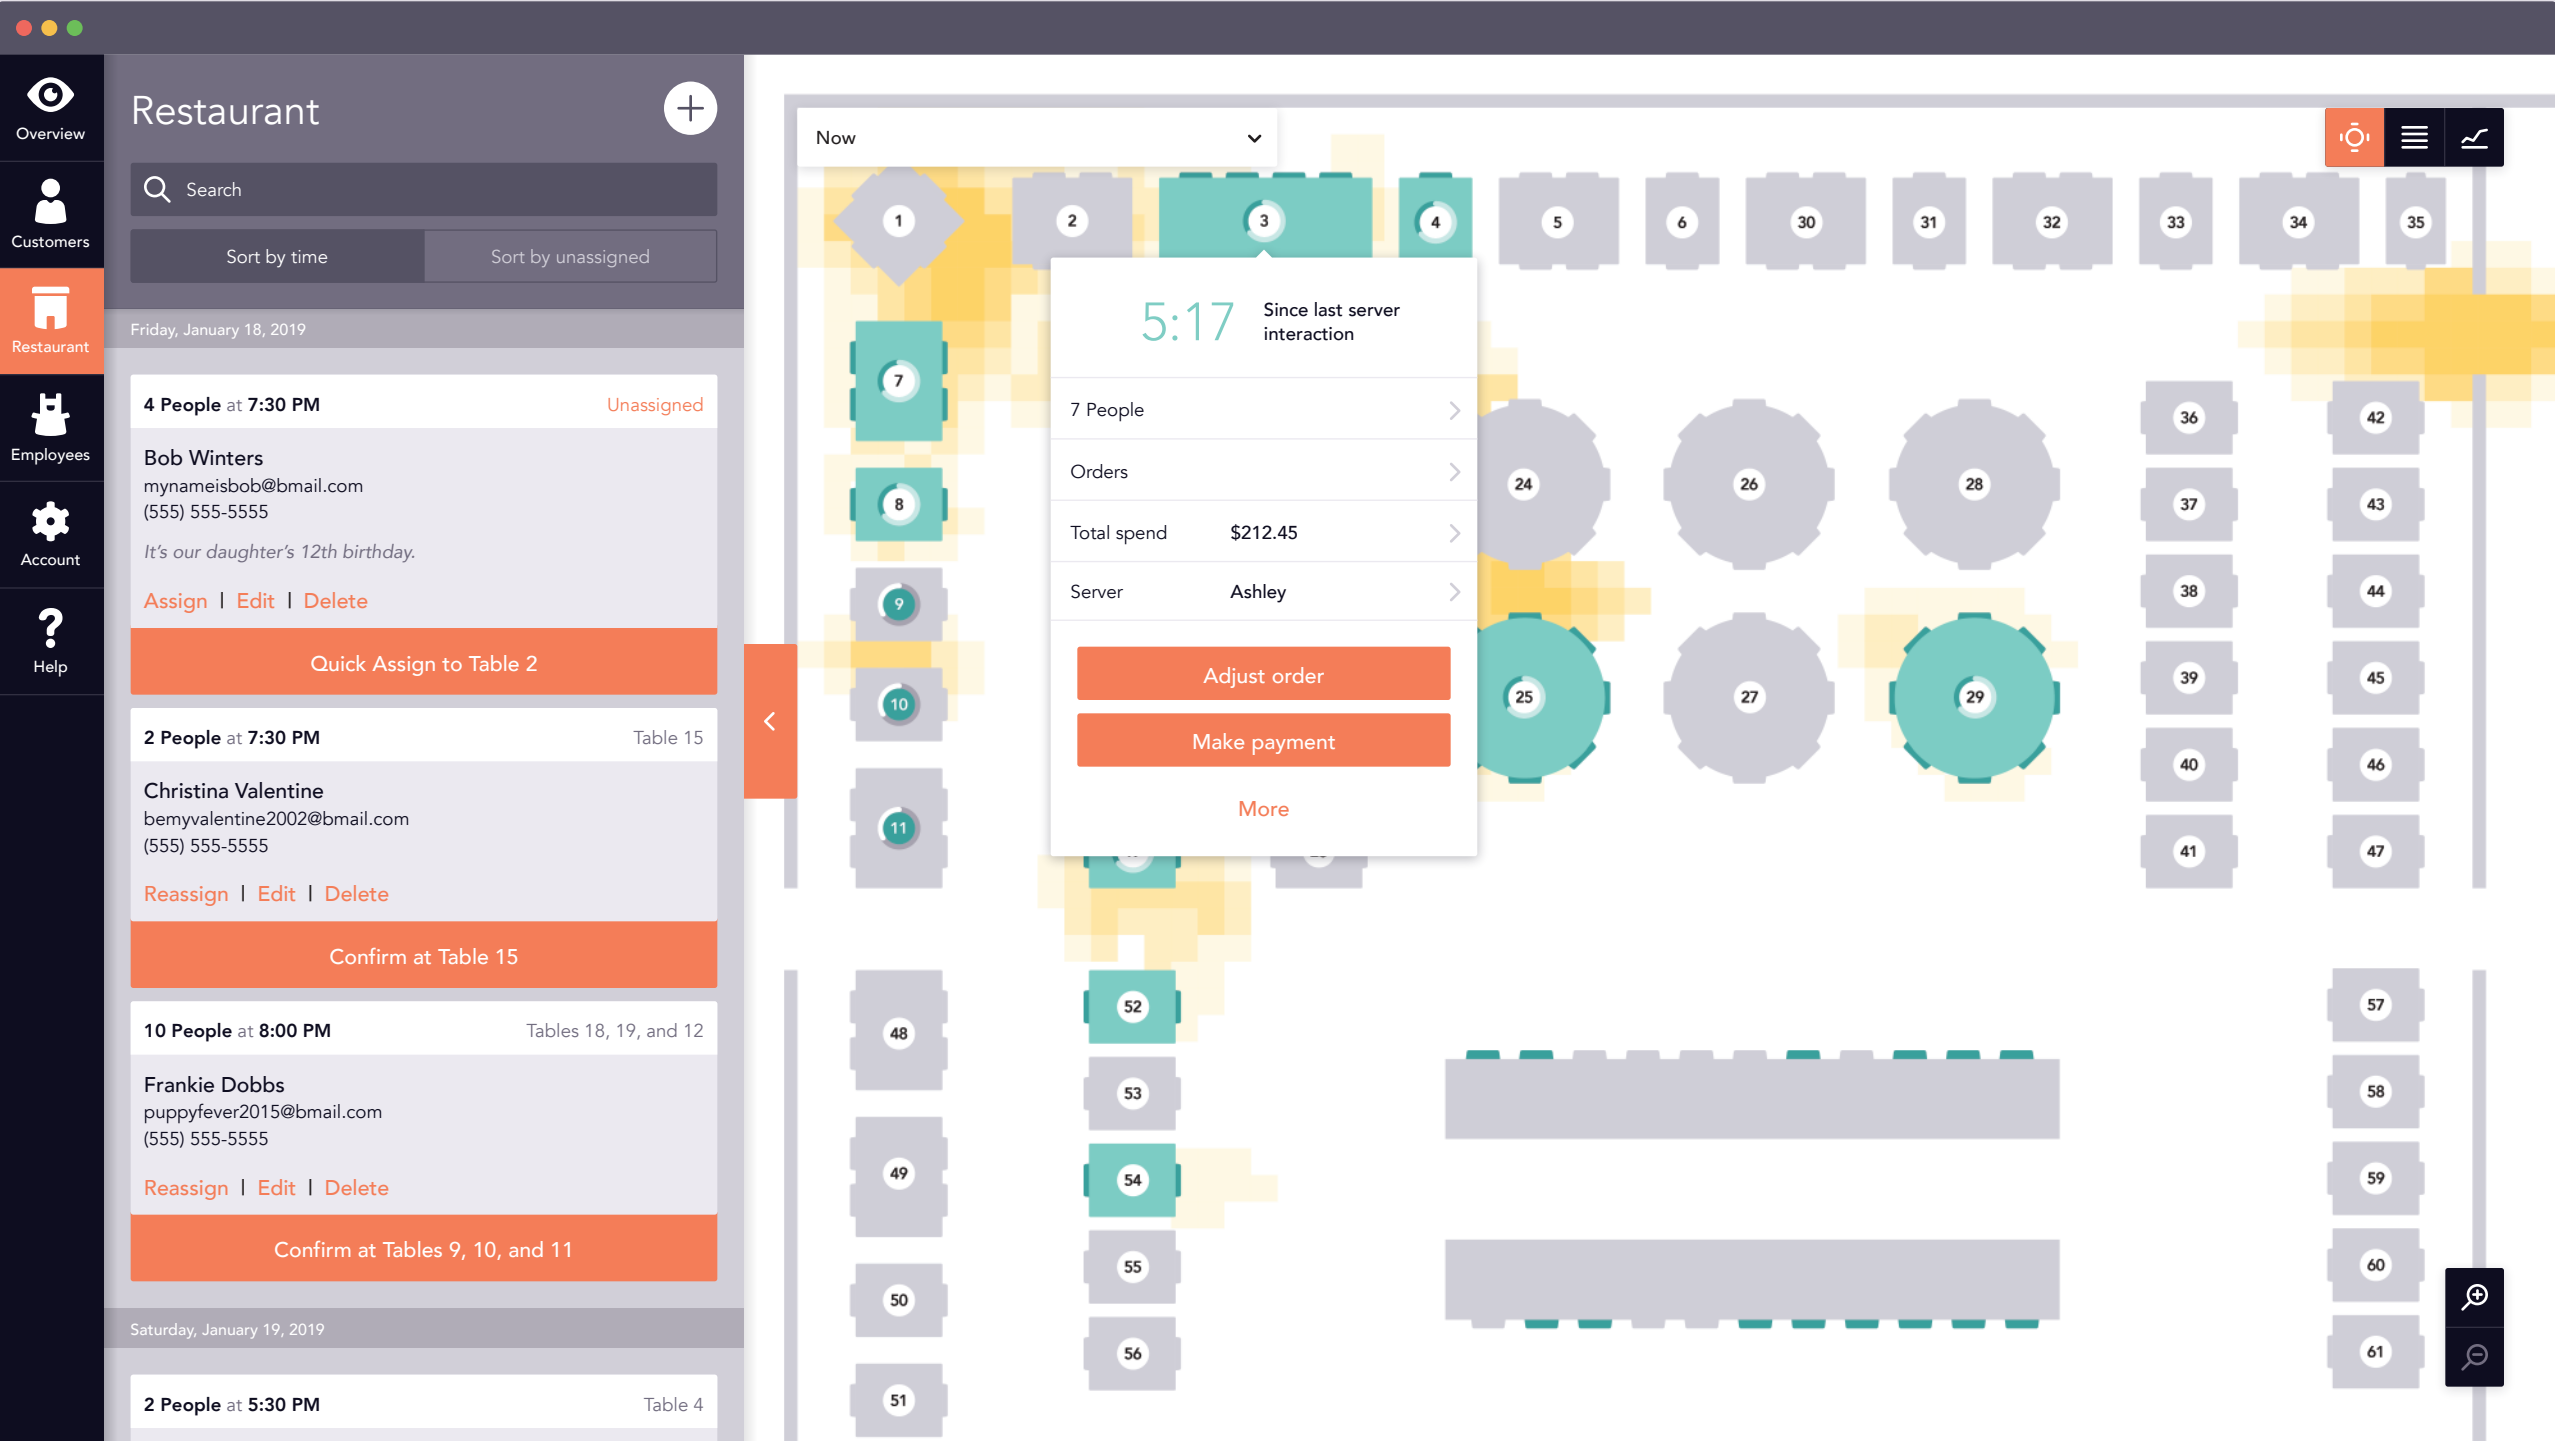 Overview
Customers
Restaurant
Employees
Account
Help
Restaurant
Search
Sort by time
Sort by unassigned
Friday, January 18, 2019
4 People at 7:30 PM
Unassigned
Bob Winters
mynameisbob@bmail.com
(555) 555-5555
It's our daughter's 12th birthday.
Assign | Edit | Delete
Quick Assign to Table 2
2 People at 7:30 PM
Table 15
Christina Valentine
bemyvalentine2002@bmail.com
(555) 555-5555
Reassign | Edit | Delete
Confirm at Table 15
10 People at 8:00 PM
Tables 18, 19, and 12
Frankie Dobbs
puppyfever2015@bmail.com
(555) 555-5555
Reassign | Edit | Delete
Confirm at Tables 9, 10, and 11
Saturday, January 19, 2019
2 People at 5:30 PM
Table 4
Now
1
2
3
4
5
6
30
31
32
33
34
35
7
8
9
10
11
5:17
Since last server
interaction
7 People
Orders
Total spend
$212.45
Server
Ashley
Adjust order
Make payment
More
24
26
28
25
27
29
36
37
38
39
40
41
42
43
44
45
46
47
48
49
50
51
52
53
54
55
56
57
58
59
60
61